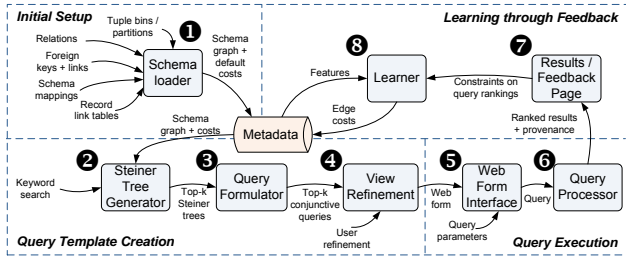 Initial Setup
Tuple bins /
partitions
1
Relations
Foreign
keys + links
Schema
mappings
Record
link tables
Schema
loader
Schema
graph +
default
costs
Learning through Feedback
8
Features
Learner
Edge
costs
Constraints on
query rankings
7
Results /
Feedback
Page
Ranked results
+ provenance
Metadata
Schema
graph + costs
2
Keyword
search
Steiner
Tree
Generator
Top-k
Steiner
trees
3
Query
Formulator
Top-k
conjunctive
queries
4
View
Refinement
User
refinement
Query Template Creation
Web
form
5
Web
Form
Interface
Query
parameters
Query
6
Query
Processor
Query Execution